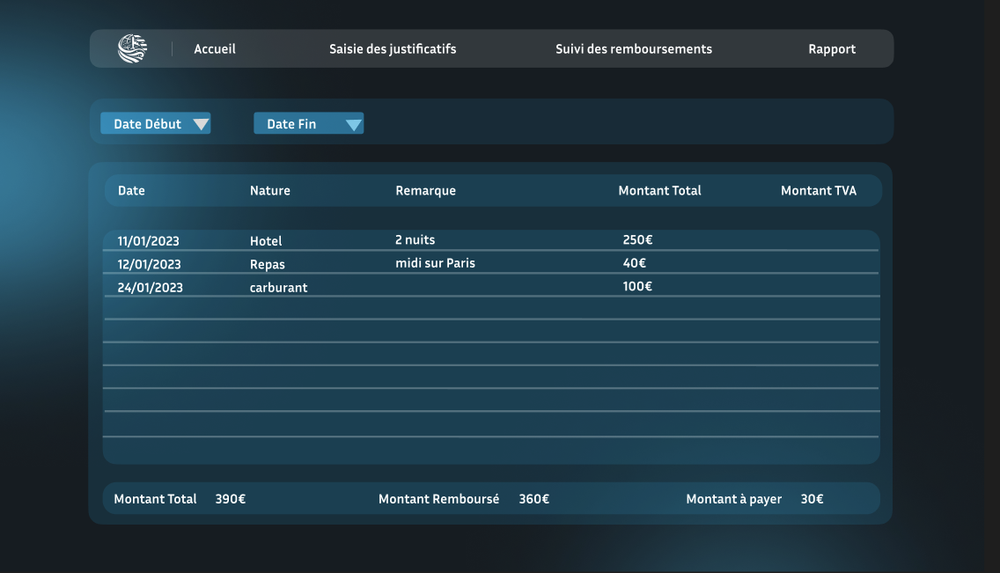 Accueil Saisie des justificatifs Suivi des remboursements Rapport
Date Début Date Fin
Date Nature Remarque Montant Total Montant TVA
11/01/2023 Hotel 2 nuits 250€
12/01/2023 Repas midi sur Paris 40€
24/01/2023 carburant 100€
Montant Total 390€ Montant Remboursé 360€ Montant à payer 30€